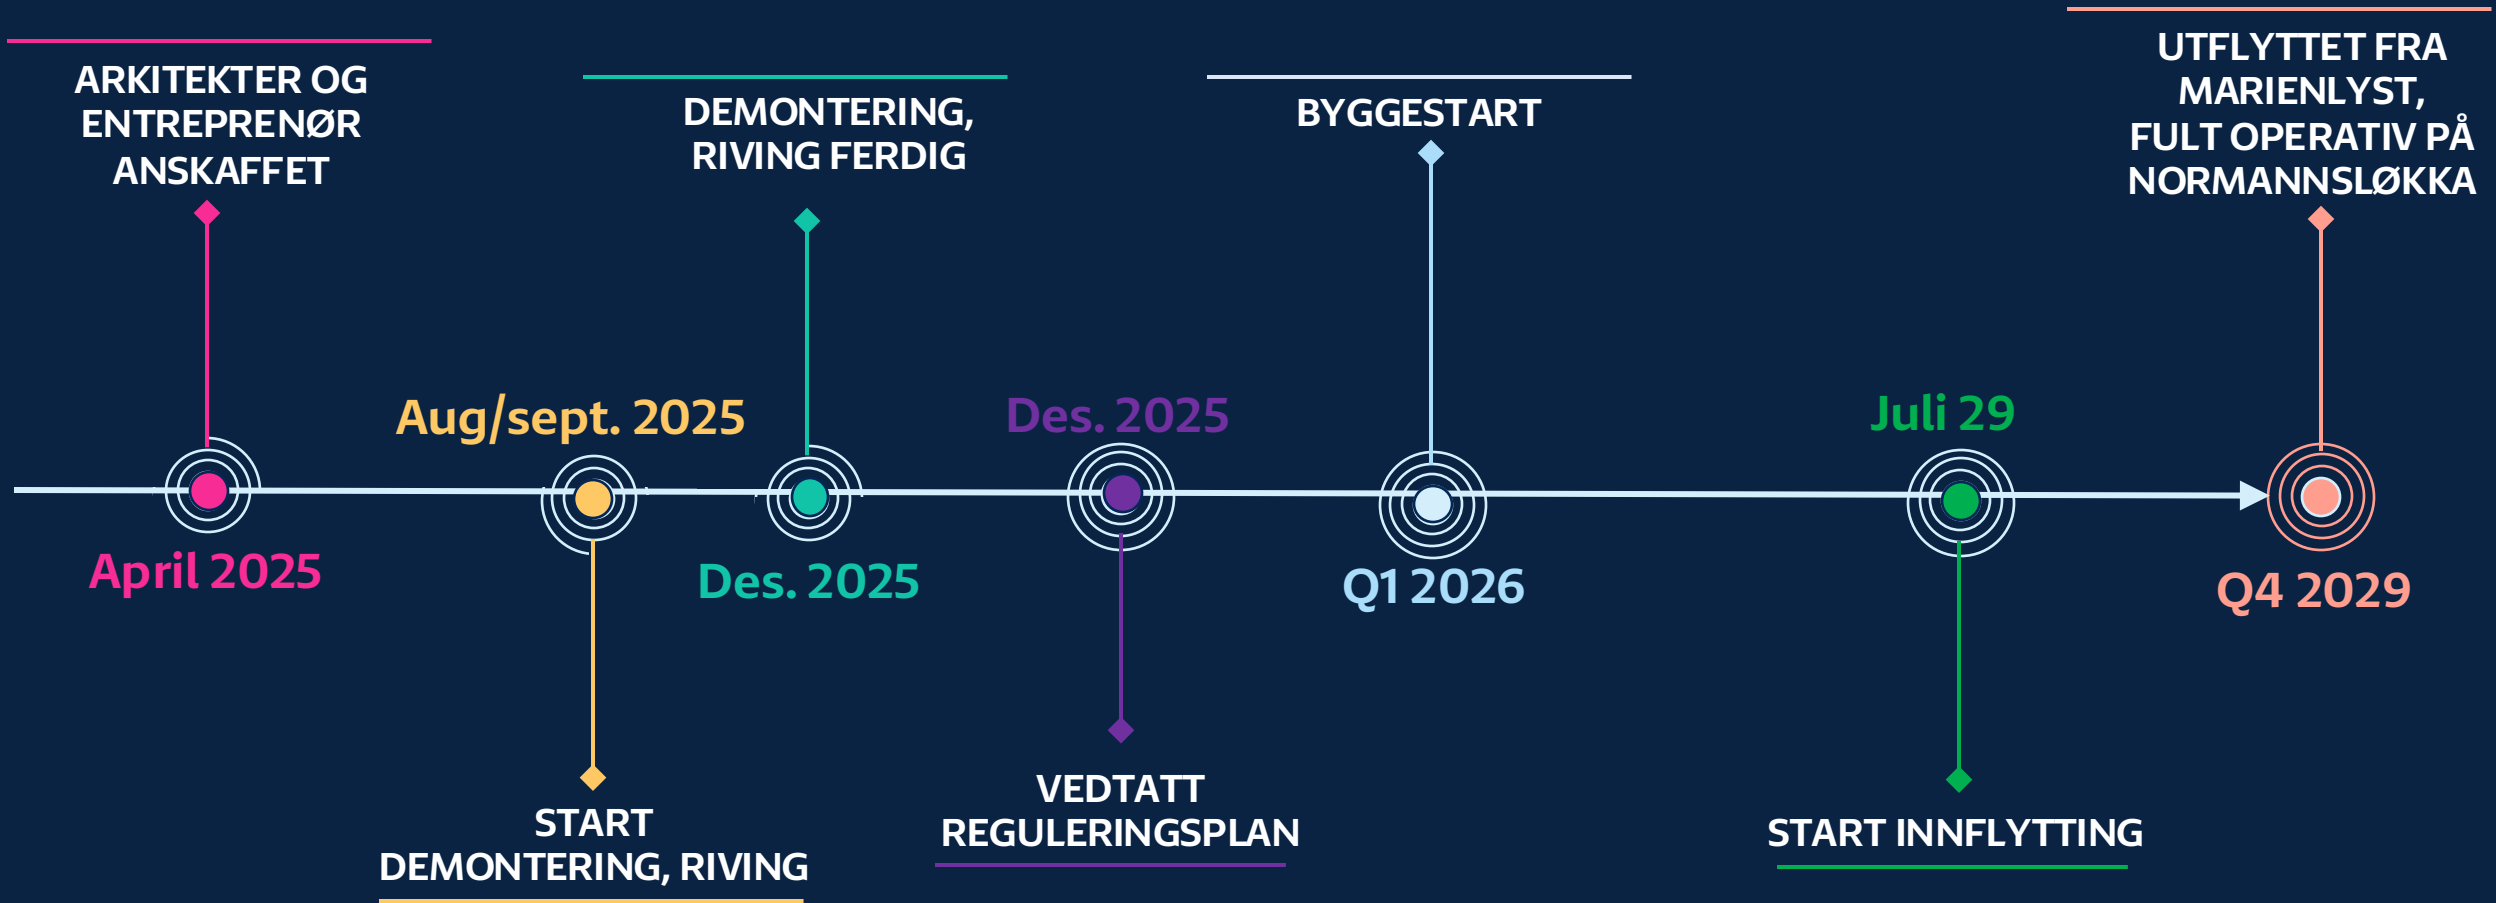 ARKITEKTER OG
ENTREPRENØR
ANSKAFFET
April 2025
Aug/sept. 2025
START
DEMONTERING, RIVING
DEMONTERING,
RIVING FERDIG
Des. 2025
Des. 2025
VEDTATT
REGULERINGSPLAN
BYGGESTART
Q1 2026
Juli 29
START INNFLYTTING
UTFLYTTET FRA
MARIENLYST,
FULT OPERATIV PÅ
NORMANNSLØKKA
Q4 2029